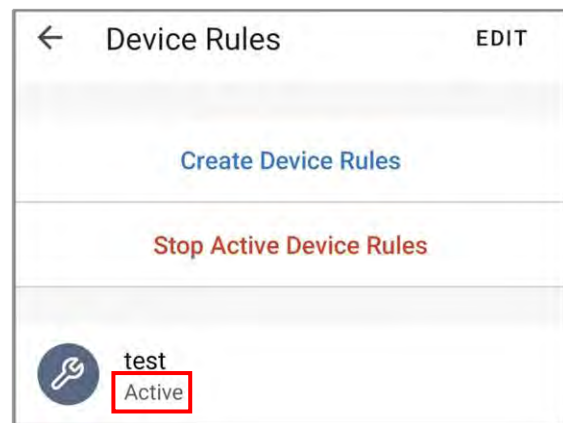 Device Rules
EDIT
Create Device Rules
Stop Active Device Rules
test
Active